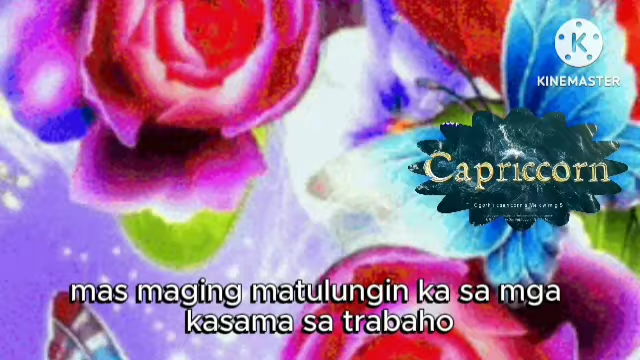 KINEMASTER
Capriccorn
mas maging matulungin ka sa mga
kasama sa trabaho